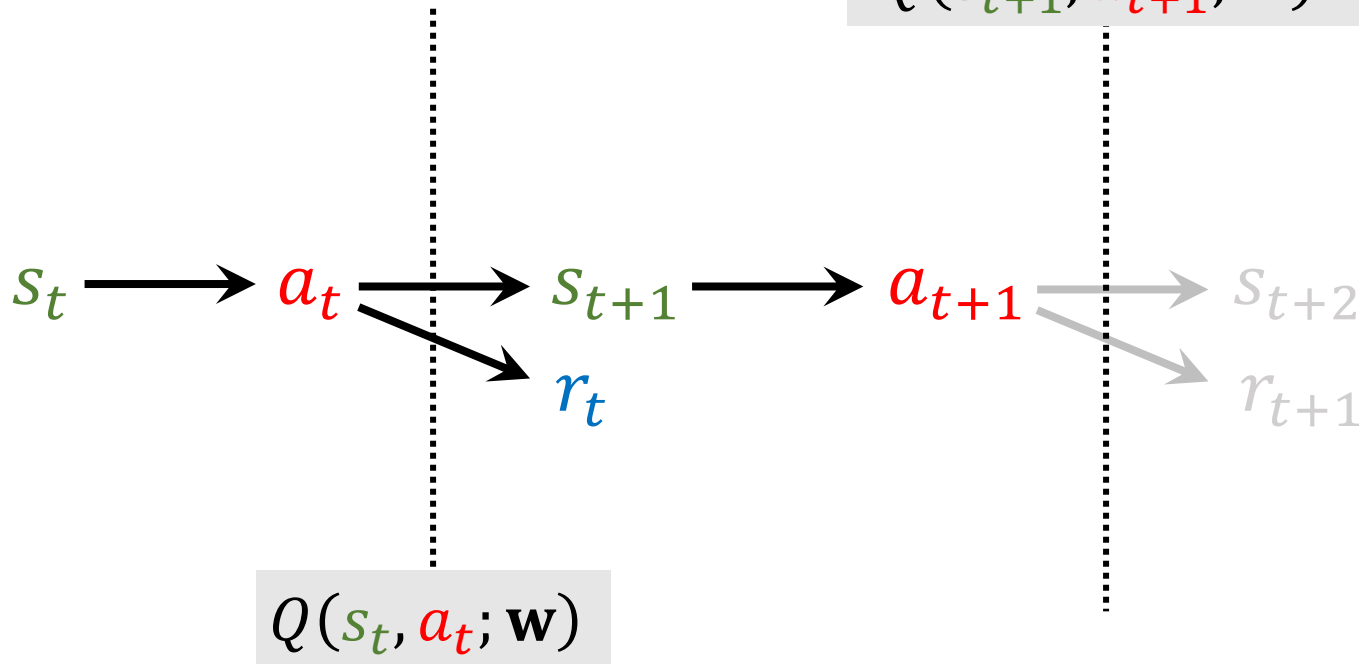 s_t a_t s_{t+1} a_{t+1} s_{t+2}
r_t r_{t+1}
Q(s_t, a_t; w)